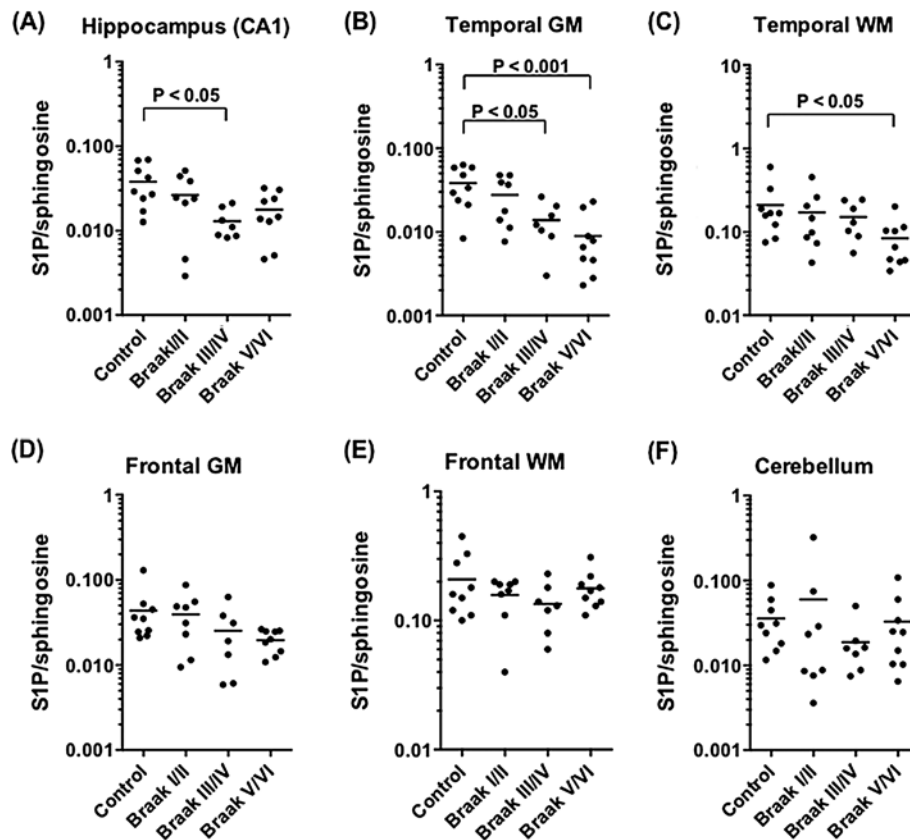 (A) Hippocampus (CA1)
S1P/sphingosine
1
0.100
0.010
0.001
P < 0.05
Control
BraakI/II
Braak III/IV
Braak V/VI
(B) Temporal GM
S1P/sphingosine
1
0.100
0.010
0.001
P < 0.001
P < 0.05
Control
Braak I/II
Braak III/IV
Braak V/VI
(C) Temporal WM
S1P/sphingosine
10
1
0.10
0.01
P < 0.05
Control
BraakI/II
Braak III/IV
Braak V/VI
(D) Frontal GM
S1P/sphingosine
1
0.100
0.010
0.001
Control
Braak I/II
Braak III/IV
Braak V/VI
(E) Frontal WM
S1P/sphingosine
1
0.10
0.01
Control
Braak I/II
Braak III/IV
Braak V/VI
(F) Cerebellum
S1P/sphingosine
1
0.100
0.010
0.001
Control
Braak I/II
Braak III/IV
Braak V/VI